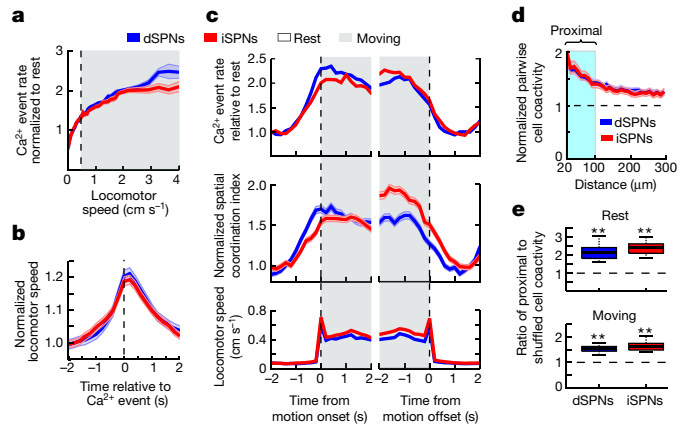 a
c
d
dSPNs
iSPNs
Rest
Moving
Ca²⁺ event rate
normalized to rest
3
2
1
0
1
2
3
4
Locomotor
speed (cm s⁻¹)
b
Normalized
locomotor speed
1.2
1.1
1.0
−2
0
2
Time relative to
Ca²⁺ event (s)
Ca²⁺ event rate
relative to rest
2.5
2.0
1.5
1.0
Normalized spatial
coordination index
2.0
1.5
1.0
Locomotor speed
(cm s⁻¹)
0.8
0.4
0
−2
−1
0
1
2
−2
−1
0
1
2
Time from
motion onset (s)
Time from
motion offset (s)
Proximal
Normalized pairwise
cell coactivity
2
1
0
20
100
300
Distance (μm)
dSPNs
iSPNs
e
Ratio of proximal to
shuffled cell coactivity
Rest
** **
3
2
1
0
Moving
** **
3
2
1
0
dSPNs iSPNs